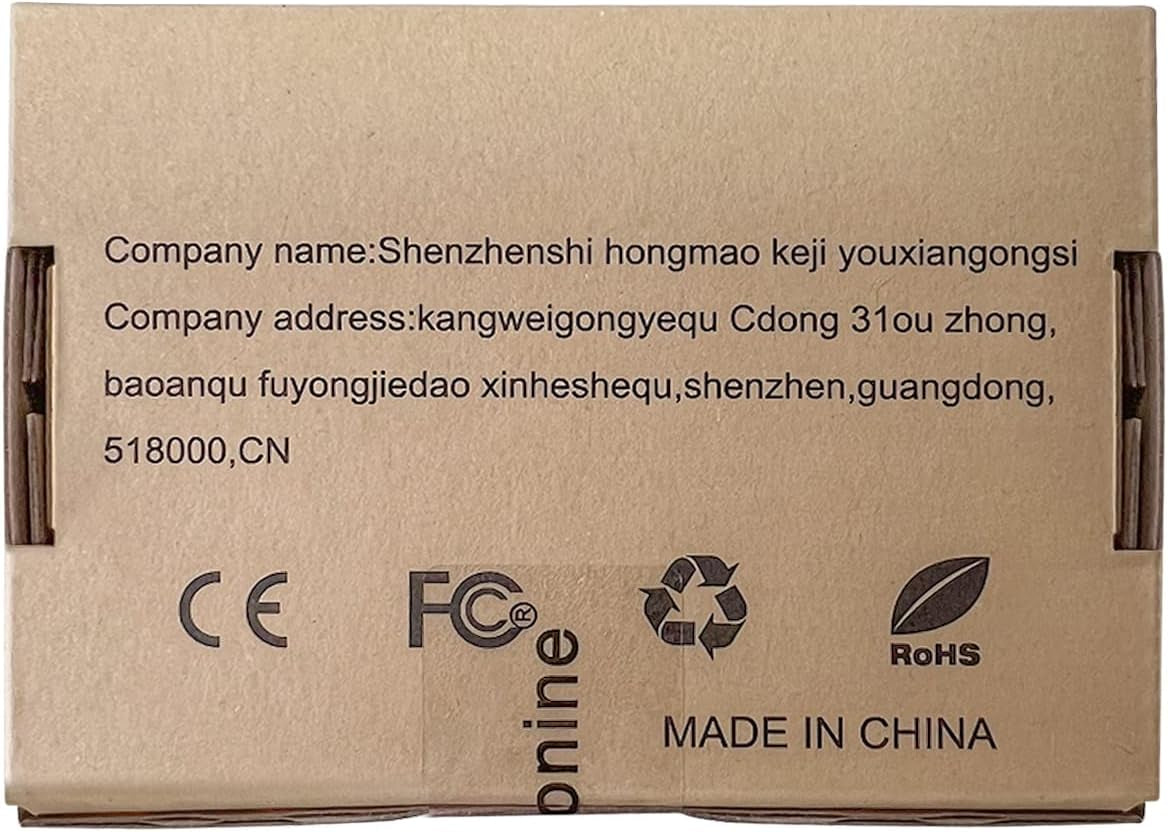 Company name:Shenzhenshi hongmao keji youxiangongsi
Company address:kangweigongyequ Cdong 31ou zhong,
baoanqu fuyongjiedao xinheshequ,shenzhen,guangdong,
518000,CN
CE FC®
RoHS
onine
MADE IN CHINA